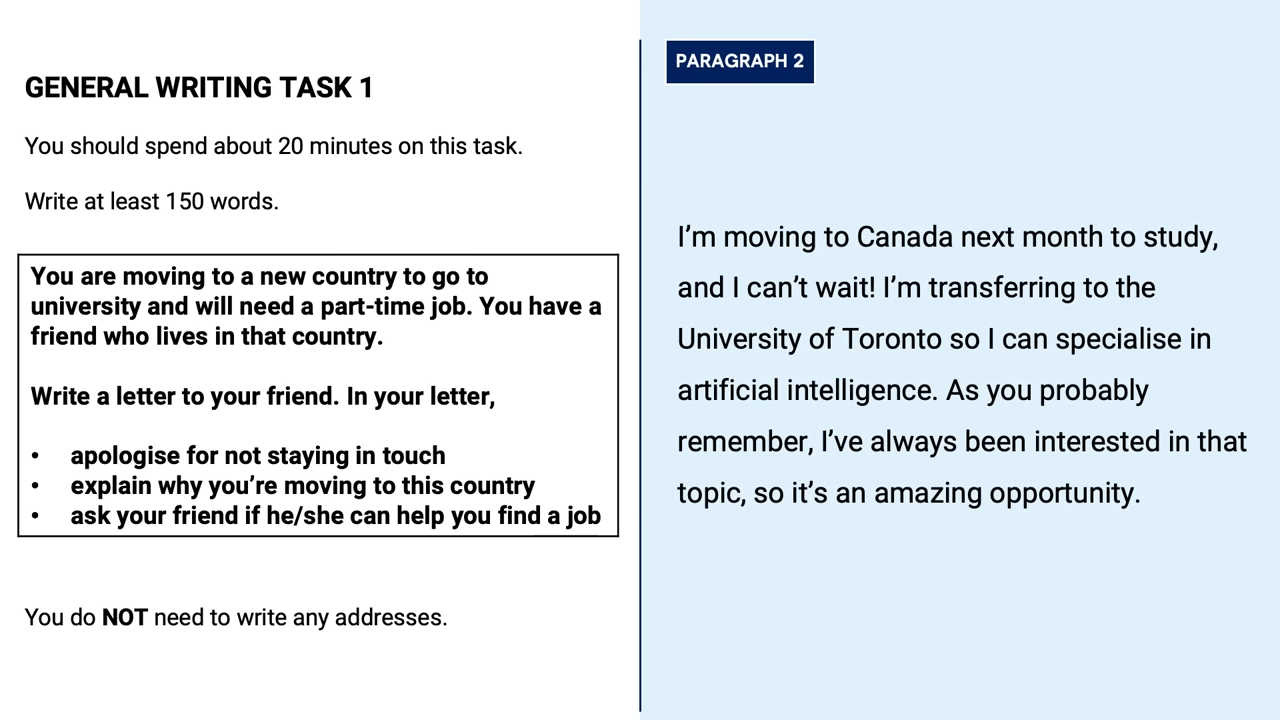 GENERAL WRITING TASK 1
You should spend about 20 minutes on this task.
Write at least 150 words.
You are moving to a new country to go to
university and will need a part-time job. You have a
friend who lives in that country.
Write a letter to your friend. In your letter,
• apologise for not staying in touch
• explain why you’re moving to this country
• ask your friend if he/she can help you find a job
You do NOT need to write any addresses.
PARAGRAPH 2
I’m moving to Canada next month to study,
and I can’t wait! I’m transferring to the
University of Toronto so I can specialise in
artificial intelligence. As you probably
remember, I’ve always been interested in that
topic, so it’s an amazing opportunity.